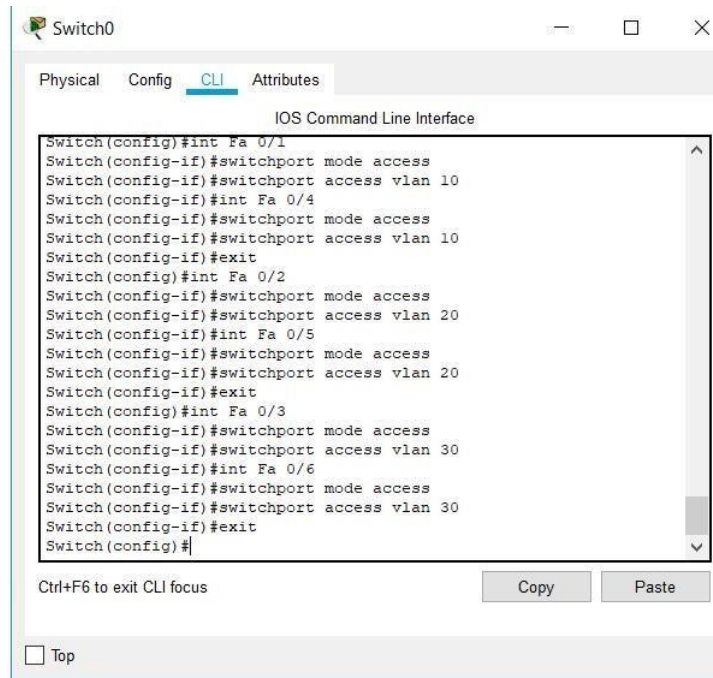 Switch0
Physical Config CLI Attributes
IOS Command Line Interface
Switch(config)#int Fa 0/1
Switch(config-if)#switchport mode access
Switch(config-if)#switchport access vlan 10
Switch(config-if)#int Fa 0/4
Switch(config-if)#switchport mode access
Switch(config-if)#switchport access vlan 10
Switch(config-if)#exit
Switch(config)#int Fa 0/2
Switch(config-if)#switchport mode access
Switch(config-if)#switchport access vlan 20
Switch(config-if)#int Fa 0/5
Switch(config-if)#switchport mode access
Switch(config-if)#switchport access vlan 20
Switch(config-if)#exit
Switch(config)#int Fa 0/3
Switch(config-if)#switchport mode access
Switch(config-if)#switchport access vlan 30
Switch(config-if)#int Fa 0/6
Switch(config-if)#switchport mode access
Switch(config-if)#switchport access vlan 30
Switch(config-if)#exit
Switch(config)#
Ctrl+F6 to exit CLI focus Copy Paste
Top